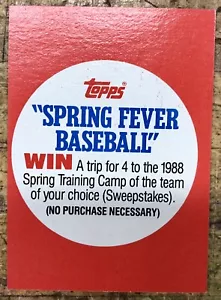 topps
"SPRING FEVER
BASEBALL"
WIN A trip for 4 to the 1988
Spring Training Camp of the team
of your choice (Sweepstakes).
(NO PURCHASE NECESSARY)